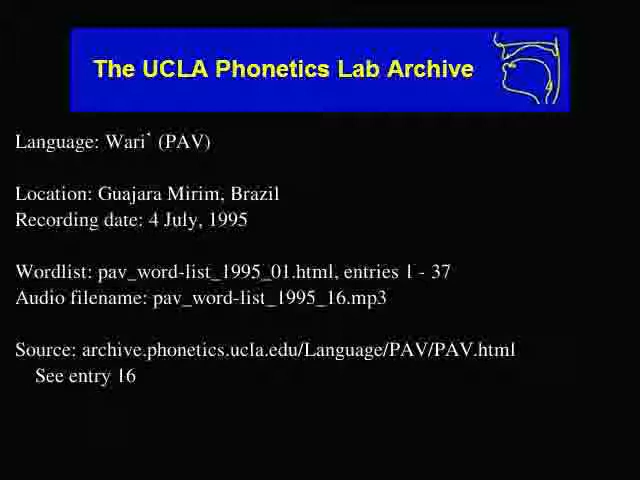 The UCLA Phonetics Lab Archive
Language: Wari` (PAV)
Location: Guajara Mirim, Brazil
Recording date: 4 July, 1995
Wordlist: pav_word-list_1995_01.html, entries 1 - 37
Audio filename: pav_word-list_1995_16.mp3
Source: archive.phonetics.ucla.edu/Language/PAV/PAV.html
See entry 16